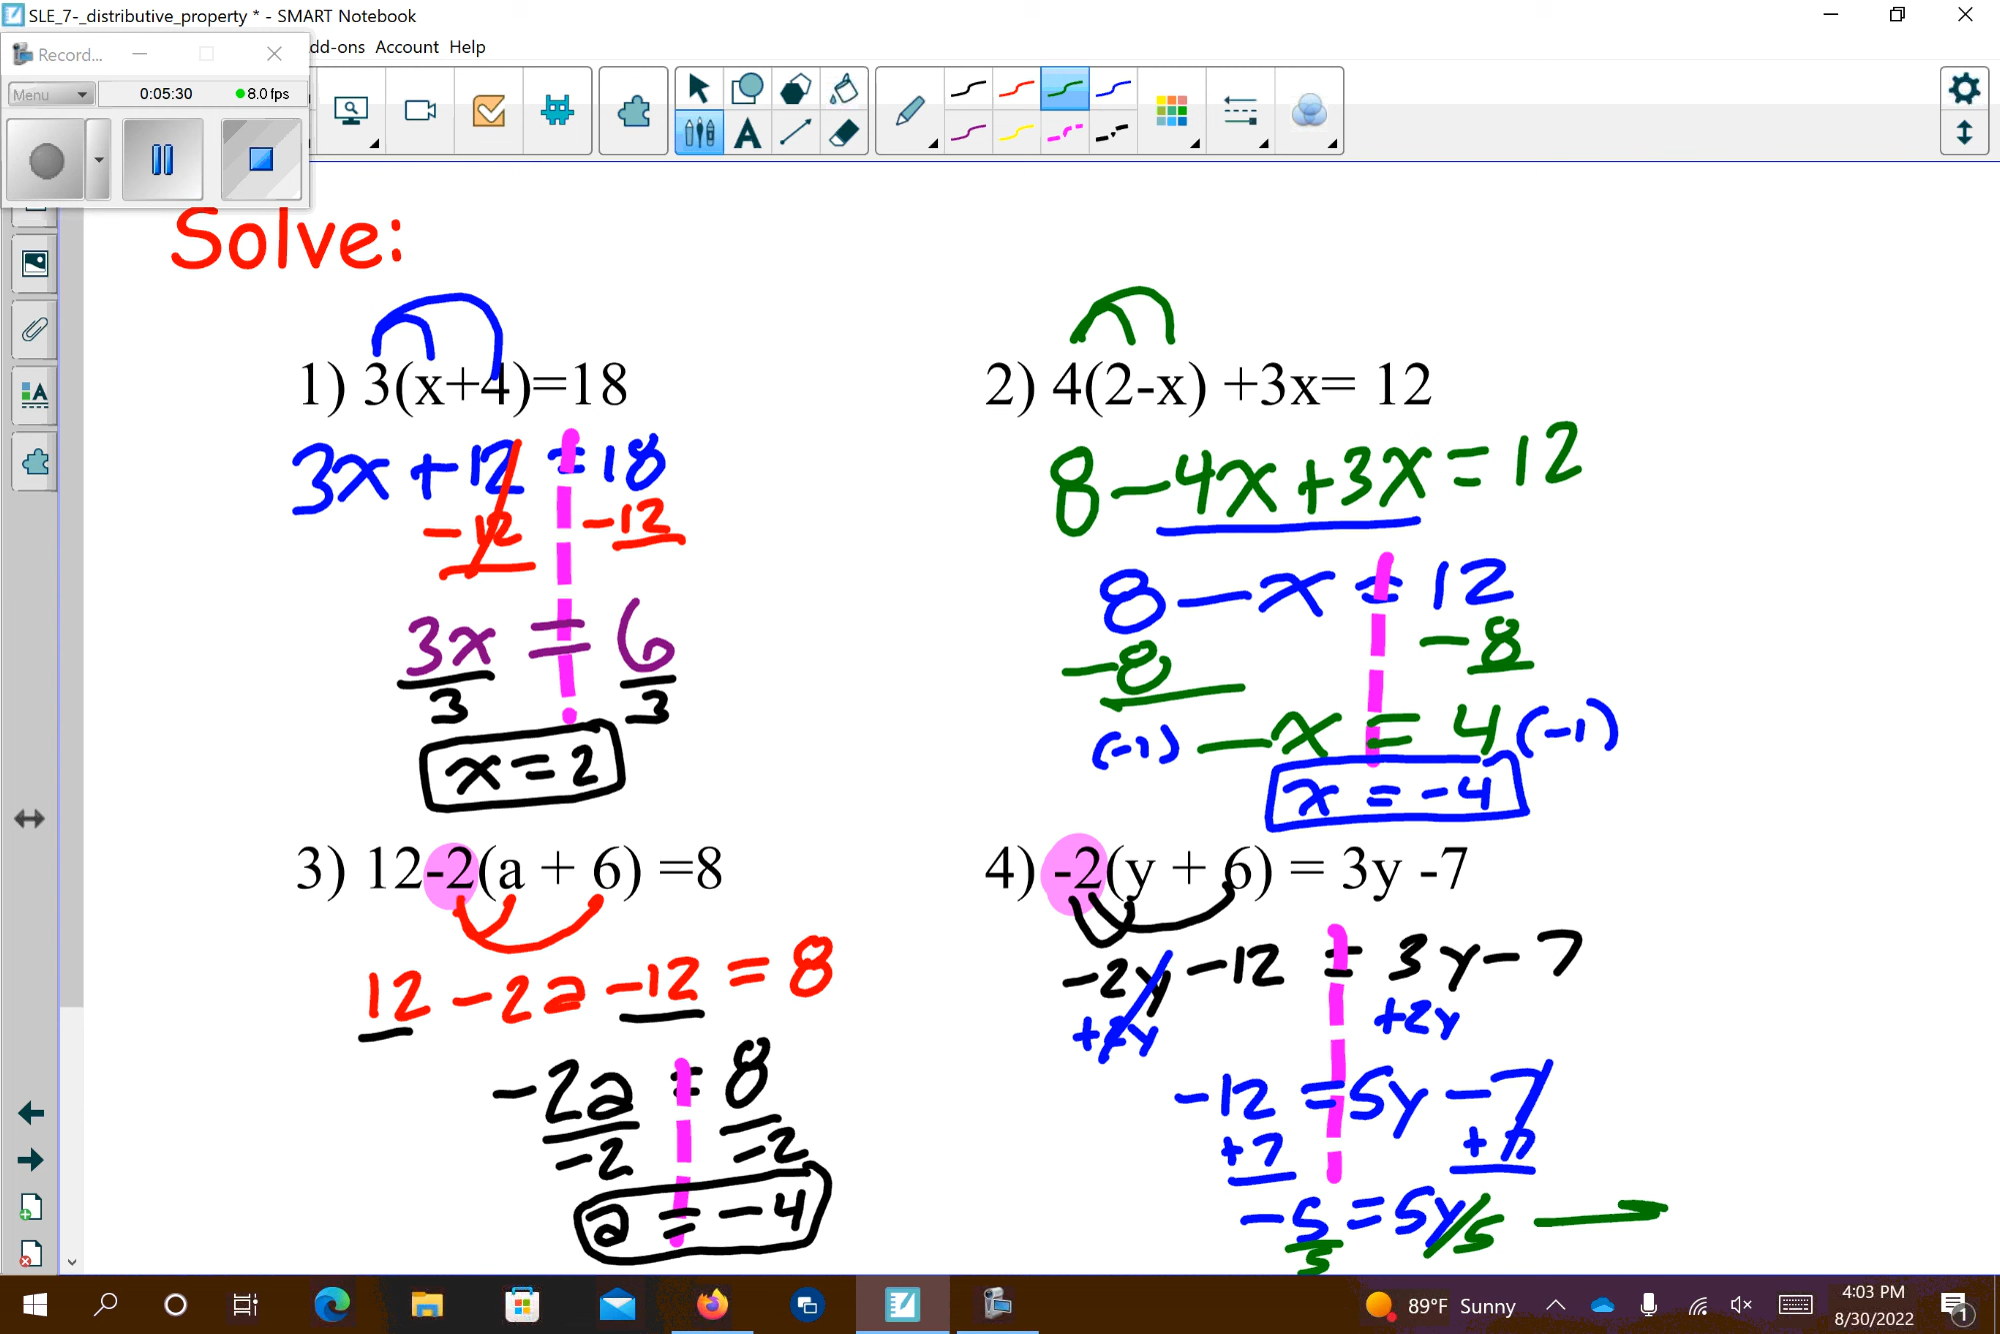 SLE_7-_distributive_property * - SMART Notebook
Record...
dd-ons Account Help
Menu 0:05:30 8.0 fps
A
Solve:
1) 3(x+4)=18
3x + 12 = 18
-12 -12
3x = 6
3 3
x = 2
2) 4(2-x) +3x= 12
8 - 4x + 3x = 12
8 - x = 12
-8 -8
(-1) -x = 4 (-1)
x = -4
3) 12-2(a + 6) =8
12 - 2a - 12 = 8
-2a = 8
-2 -2
a = -4
4) -2(y + 6) = 3y -7
-2y - 12 = 3y - 7
+2y +2y
-12 = 5y - 7
+7 +7
-5 = 5y/5
5
A
89°F Sunny
4:03 PM
8/30/2022
1